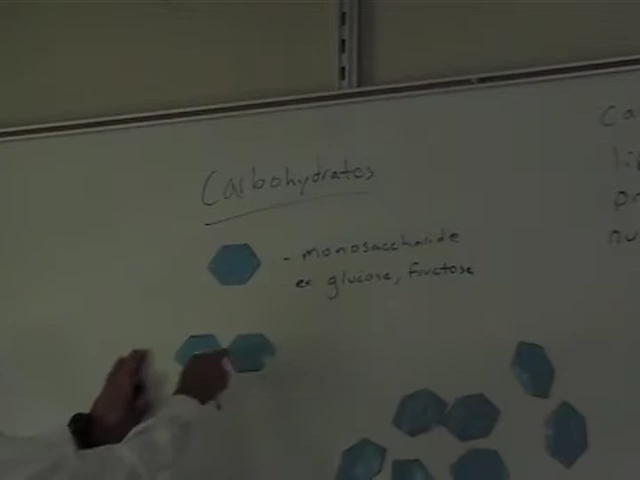 Carbohydrates
- monosaccharide
ex glucose, fructose